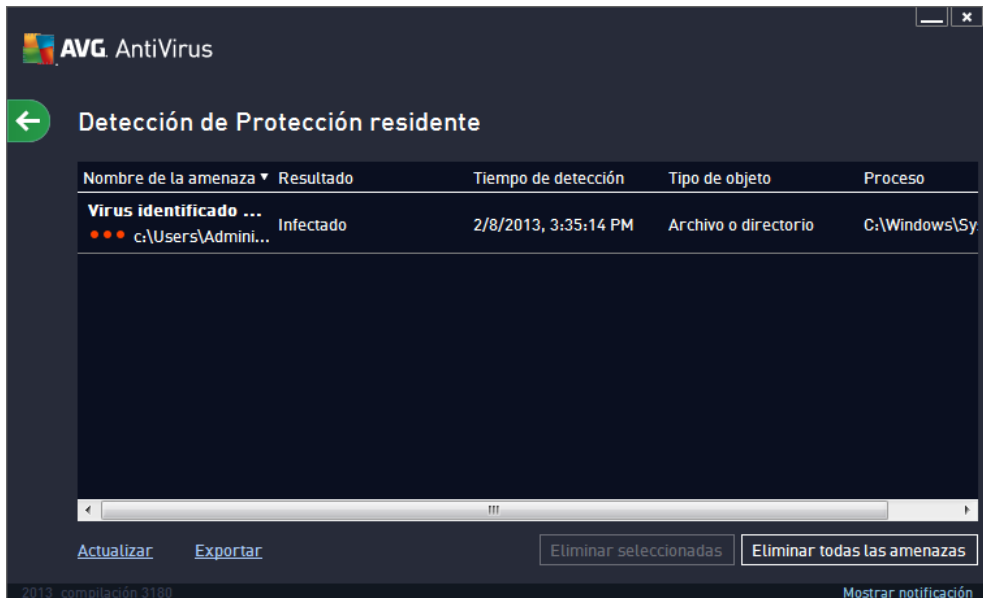 AVG. AntiVirus
Detección de Protección residente
Nombre de la amenaza Resultado Tiempo de detección Tipo de objeto Proceso
Virus identificado ...
c:\Users\Admini... Infectado 2/8/2013, 3:35:14 PM Archivo o directorio C:\Windows\Sy
Actualizar Exportar Eliminar seleccionadas Eliminar todas las amenazas
2013 compilación 3180 Mostrar notificación